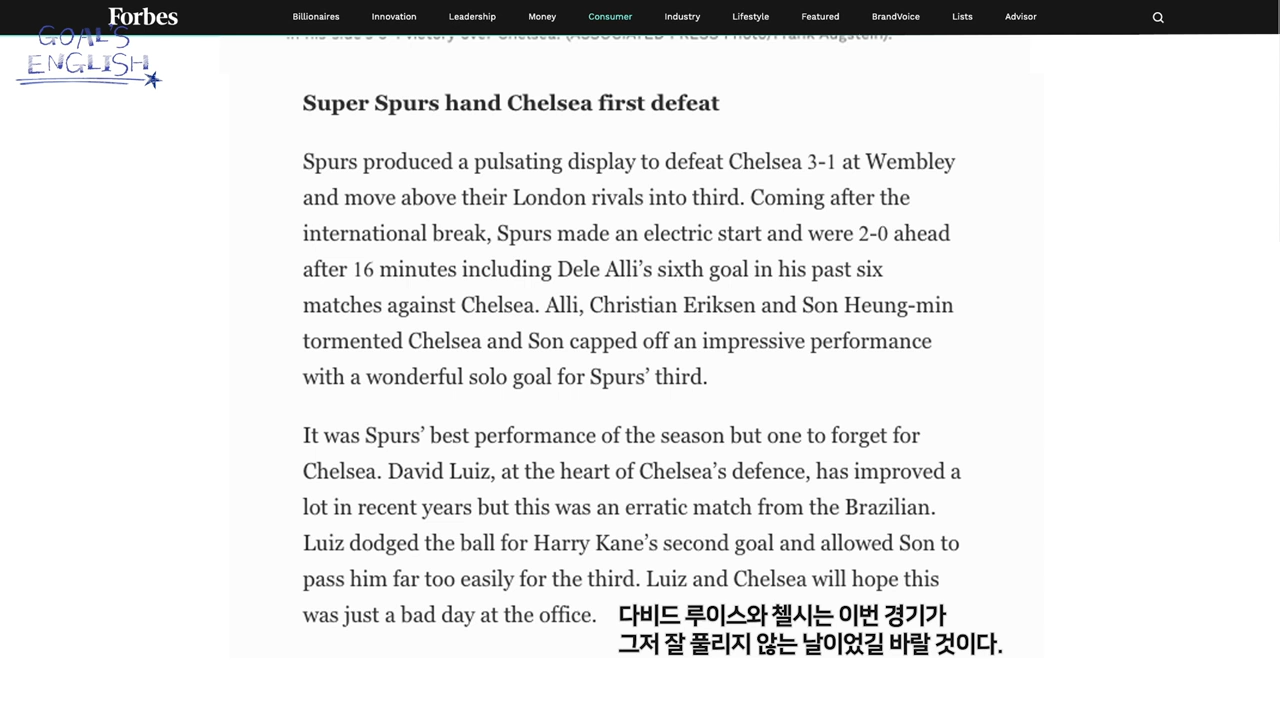 Forbes
Billionaires Innovation Leadership Money Consumer Industry Lifestyle Featured BrandVoice Lists Advisor
GOAL'S
ENGLISH
Super Spurs hand Chelsea first defeat
Spurs produced a pulsating display to defeat Chelsea 3-1 at Wembley
and move above their London rivals into third. Coming after the
international break, Spurs made an electric start and were 2-0 ahead
after 16 minutes including Dele Alli’s sixth goal in his past six
matches against Chelsea. Alli, Christian Eriksen and Son Heung-min
tormented Chelsea and Son capped off an impressive performance
with a wonderful solo goal for Spurs’ third.
It was Spurs’ best performance of the season but one to forget for
Chelsea. David Luiz, at the heart of Chelsea’s defence, has improved a
lot in recent years but this was an erratic match from the Brazilian.
Luiz dodged the ball for Harry Kane’s second goal and allowed Son to
pass him far too easily for the third. Luiz and Chelsea will hope this
was just a bad day at the office.
다비드 루이스와 첼시는 이번 경기가
그저 잘 풀리지 않는 날이었길 바랄 것이다.